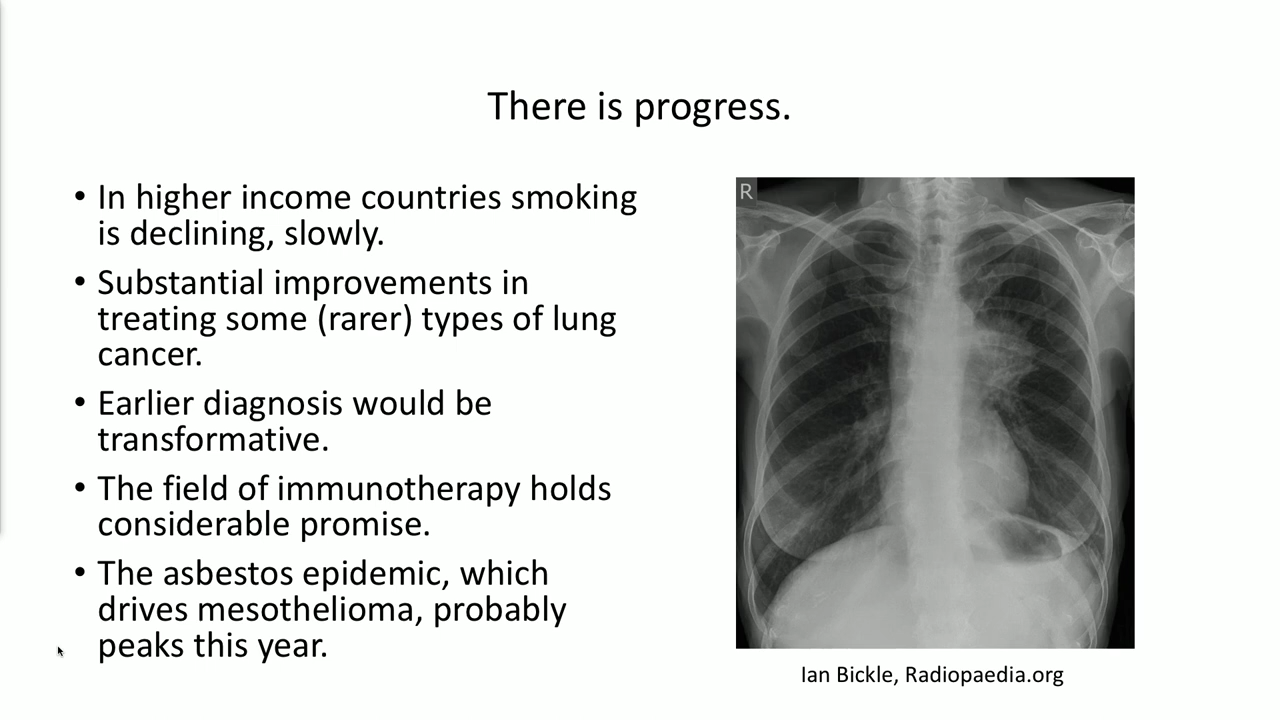 There is progress.
• In higher income countries smoking
is declining, slowly.
• Substantial improvements in
treating some (rarer) types of lung
cancer.
• Earlier diagnosis would be
transformative.
• The field of immunotherapy holds
considerable promise.
• The asbestos epidemic, which
drives mesothelioma, probably
peaks this year.
R
Ian Bickle, Radiopaedia.org